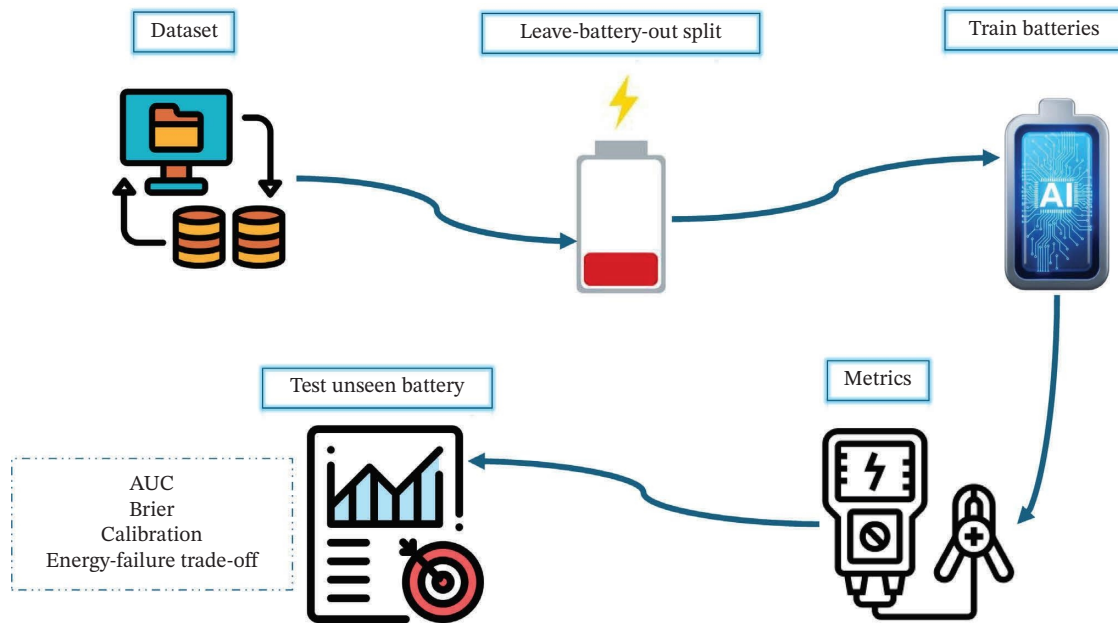 Dataset
Leave-battery-out split
Train batteries
AI
Metrics
Test unseen battery
AUC
Brier
Calibration
Energy-failure trade-off